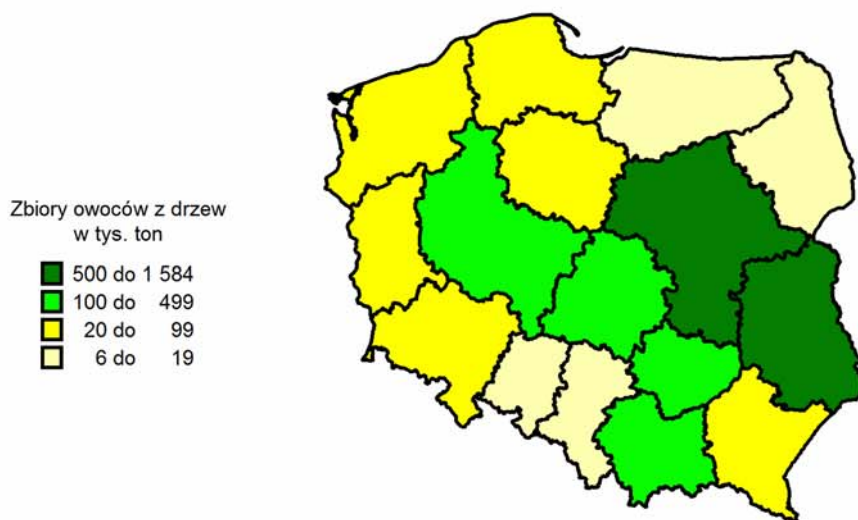 Zbiory owoców z drzew
w tys. ton
500 do 1 584
100 do 499
20 do 99
6 do 19